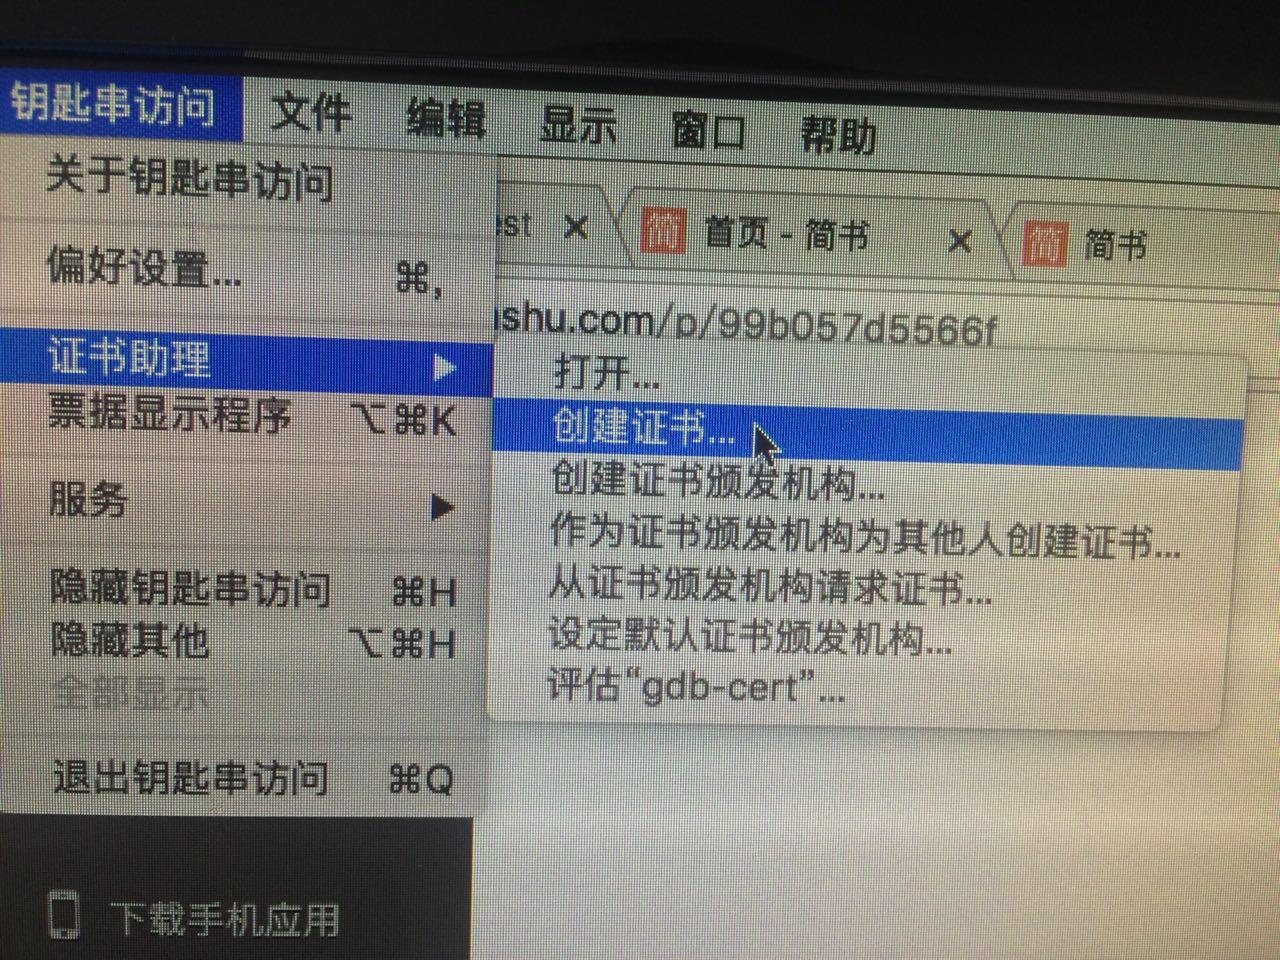 钥匙串访问 文件 编辑 显示 窗口 帮助
关于钥匙串访问
偏好设置... ⌘,
证书助理 ▶
票据显示程序 ⌥⌘K
服务 ▶
隐藏钥匙串访问 ⌘H
隐藏其他 ⌥⌘H
全部显示
退出钥匙串访问 ⌘Q
est × 简 首页 - 简书 × 简 简书
shu.com/p/99b057d5566f
打开...
创建证书...
创建证书颁发机构...
作为证书颁发机构为其他人创建证书...
从证书颁发机构请求证书...
设定默认证书颁发机构...
评估“gdb-cert”...
下载手机应用